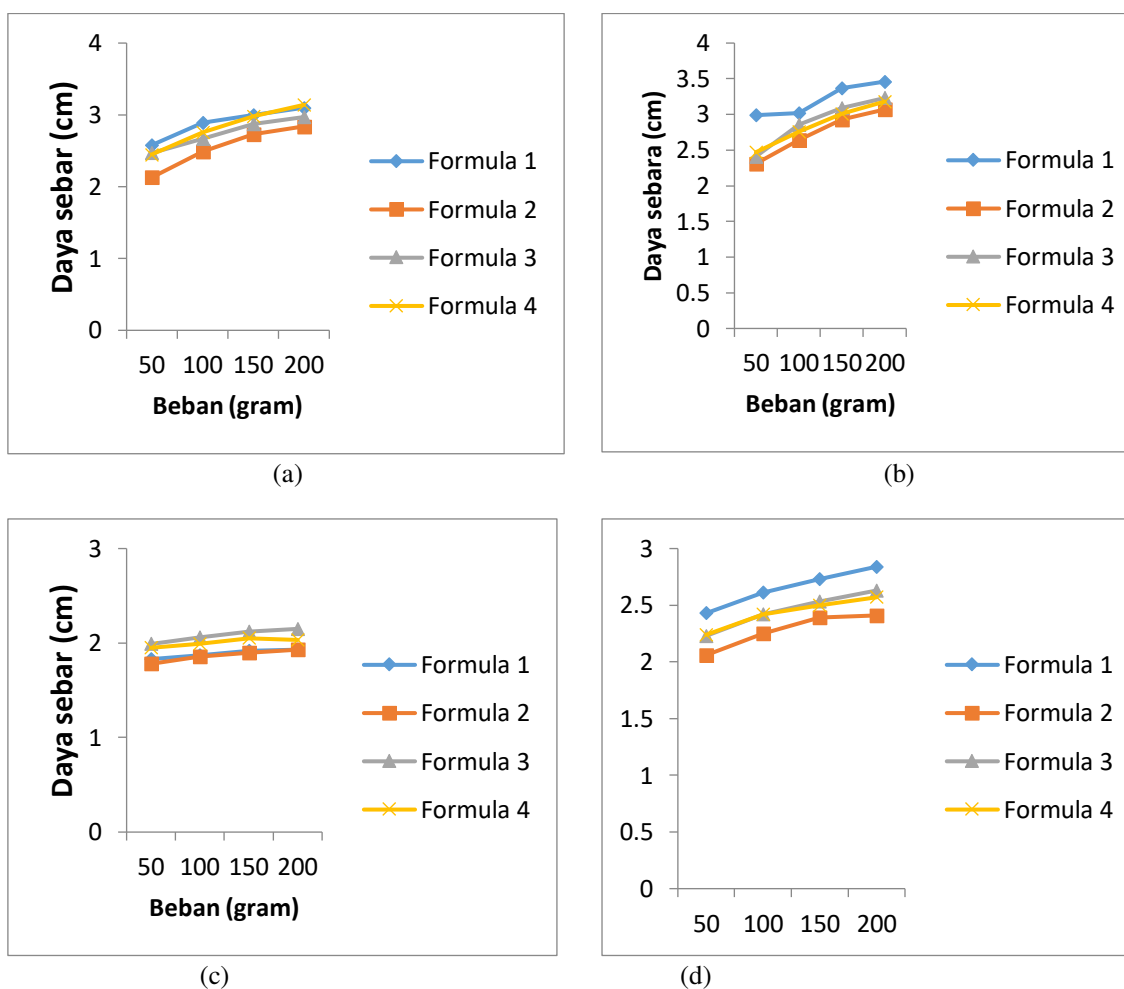 4
3
2
1
0
Daya sebar (cm)
50 100 150 200
Beban (gram)
Formula 1
Formula 2
Formula 3
Formula 4
(a)
4
3.5
3
2.5
2
1.5
1
0.5
0
Daya sebara (cm)
50 100 150 200
Beban (gram)
Formula 1
Formula 2
Formula 3
Formula 4
(b)
3
2
1
0
Daya sebar (cm)
50 100 150 200
Beban (gram)
Formula 1
Formula 2
Formula 3
Formula 4
(c)
3
2.5
2
1.5
1
0.5
0
50 100 150 200
Formula 1
Formula 2
Formula 3
Formula 4
(d)